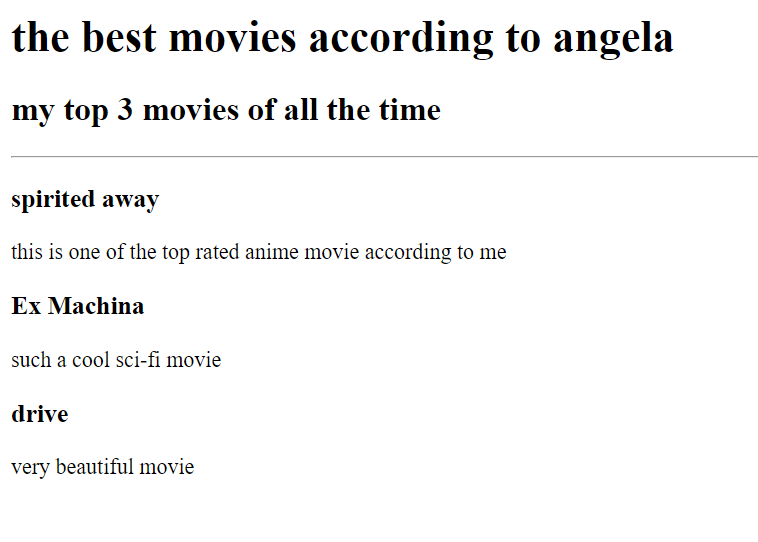 the best movies according to angela
my top 3 movies of all the time
spirited away
this is one of the top rated anime movie according to me
Ex Machina
such a cool sci-fi movie
drive
very beautiful movie